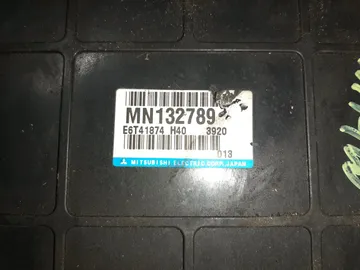 MN132789
E6T41874 H40 3920
013
MITSUBISHI ELECTRIC CORP. JAPAN